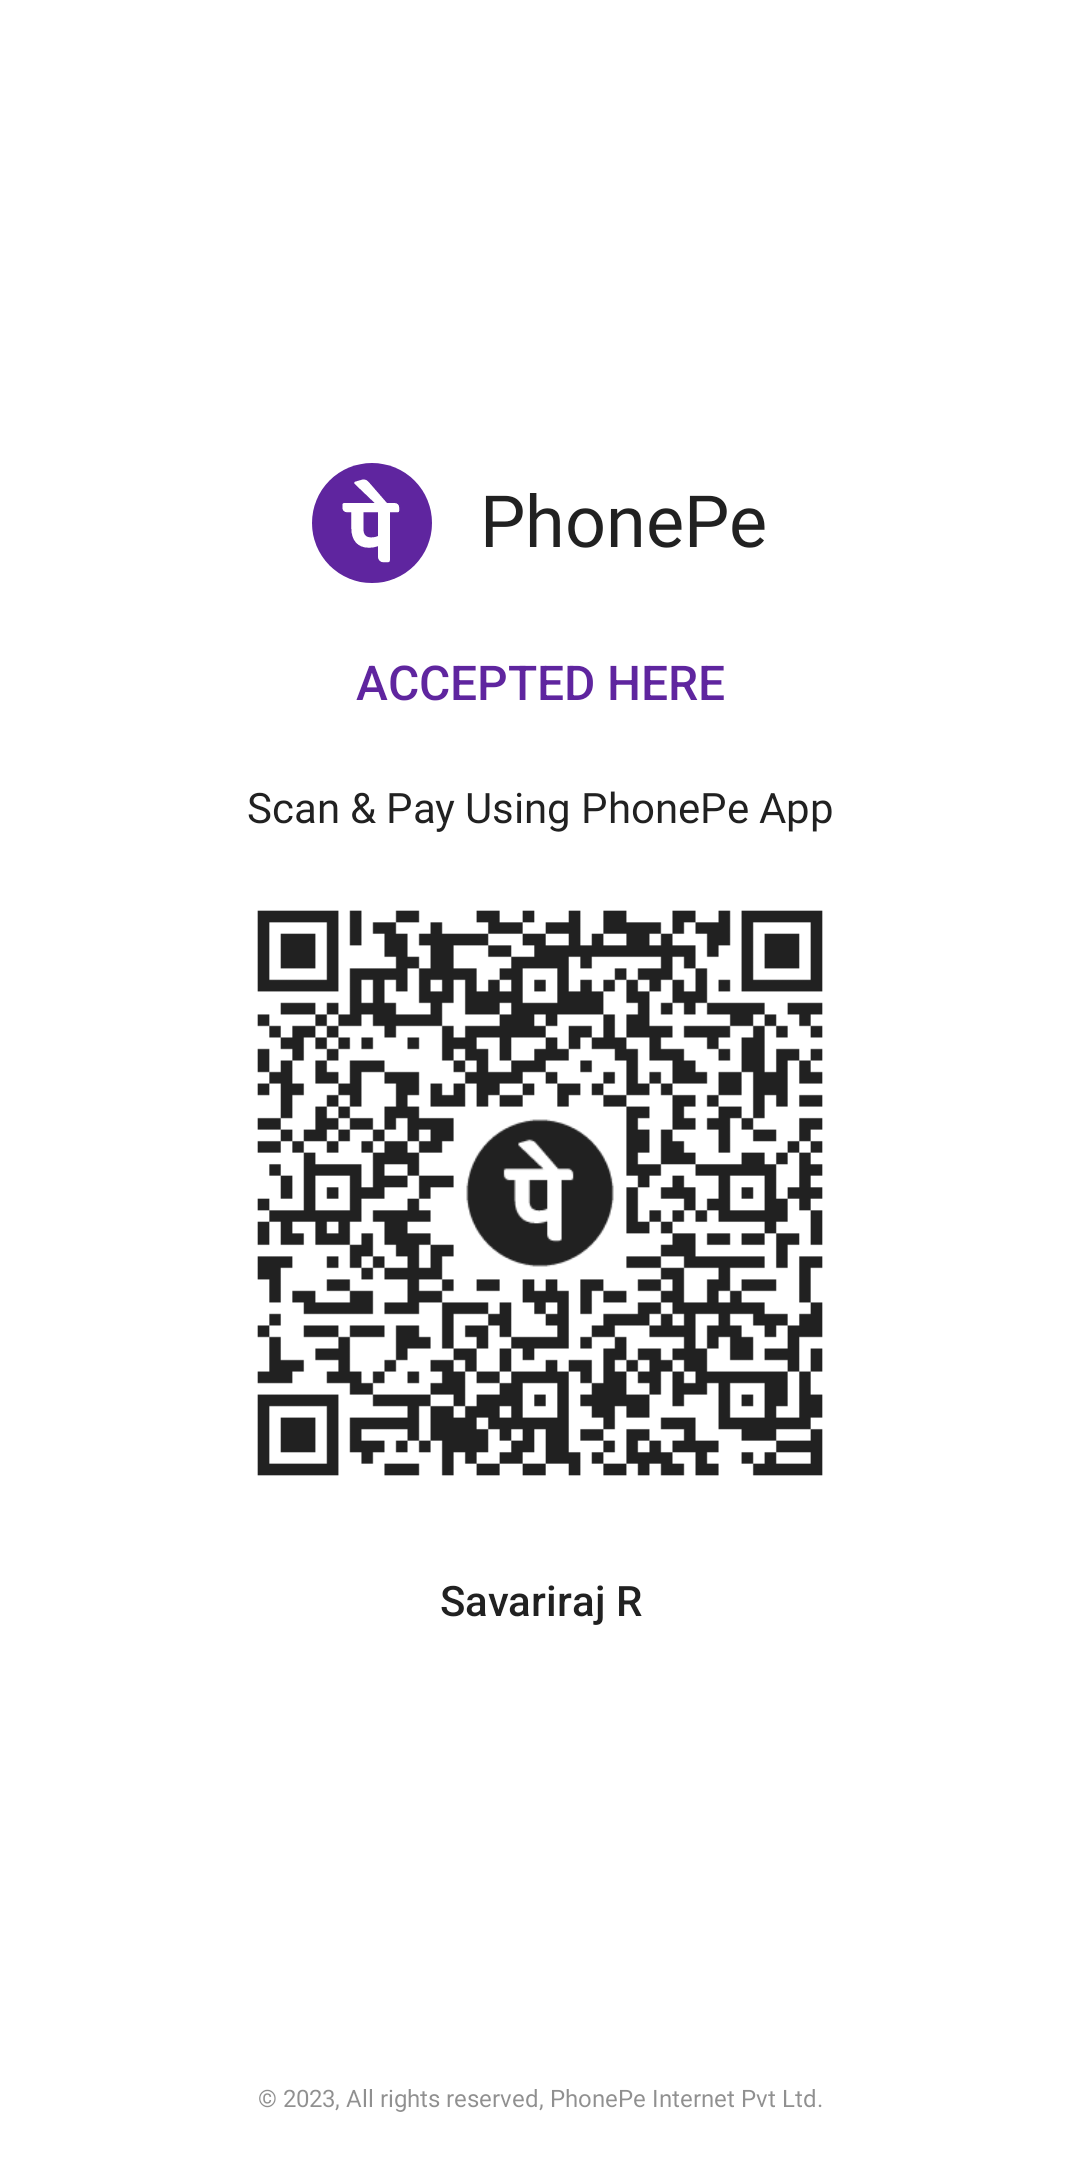 पे PhonePe
ACCEPTED HERE
Scan & Pay Using PhonePe App
पे
Savariraj R
© 2023, All rights reserved, PhonePe Internet Pvt Ltd.